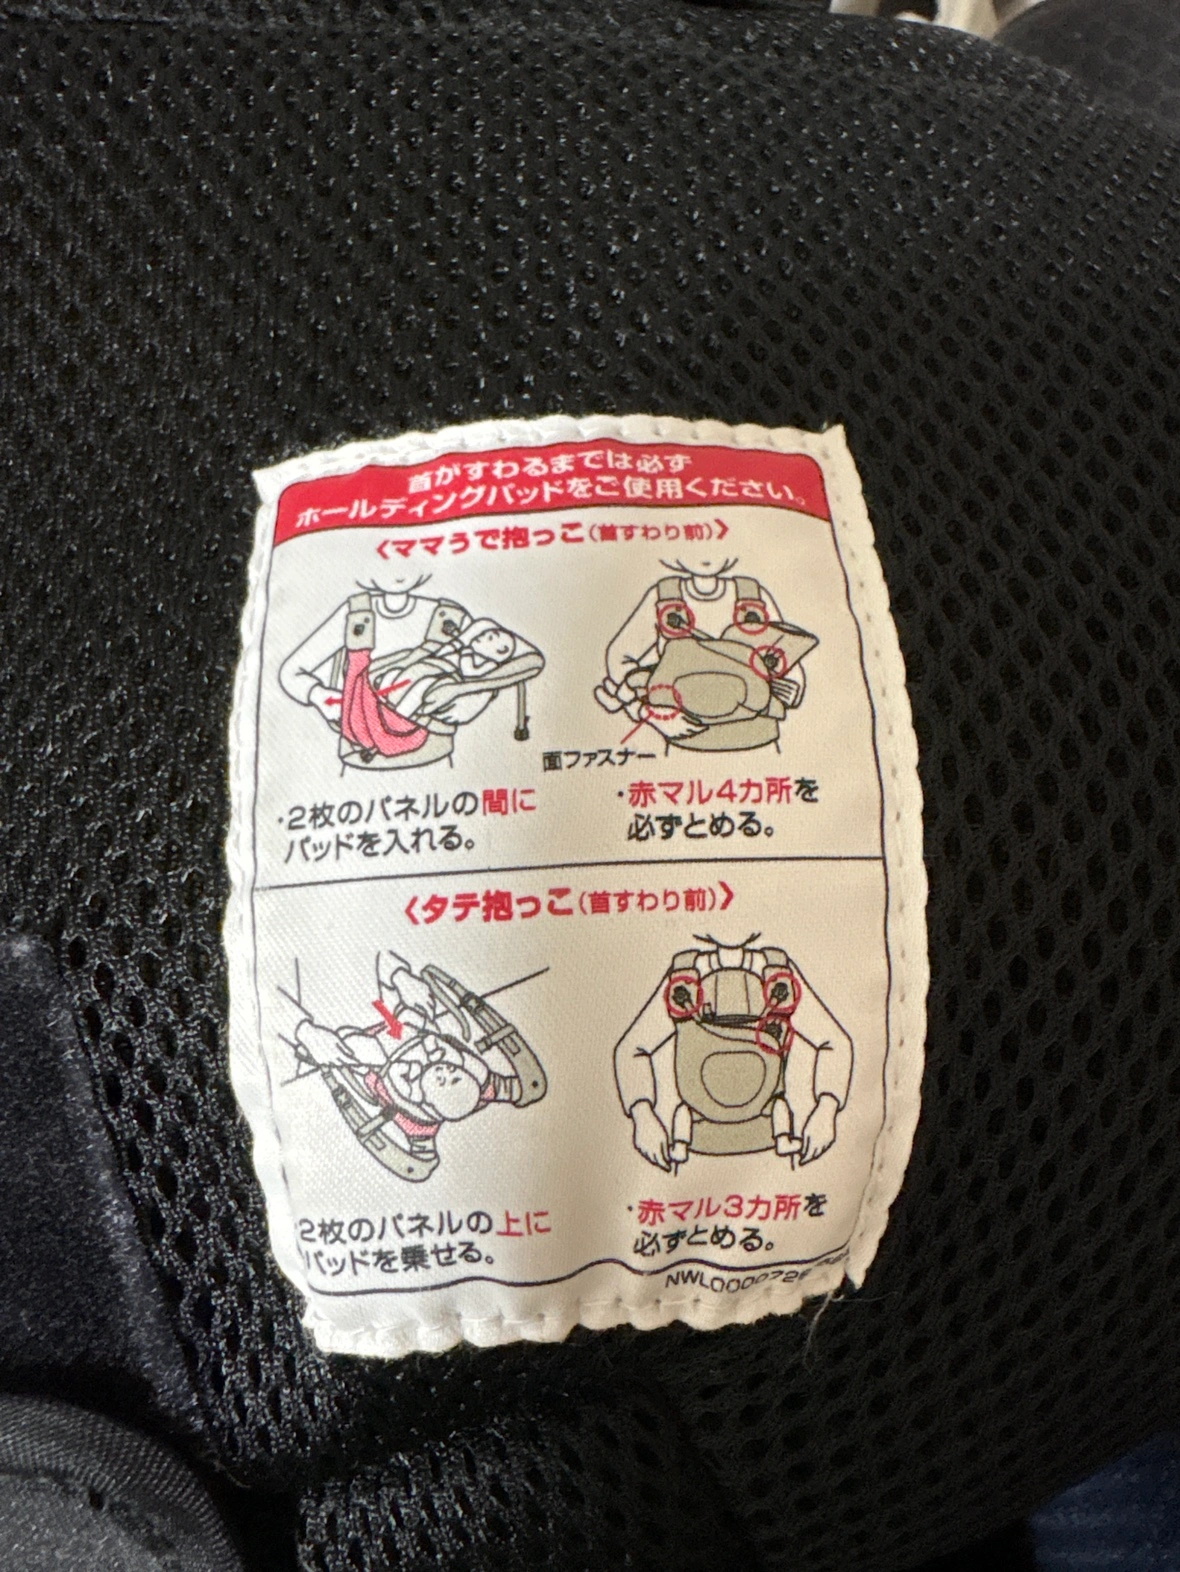 首がすわるまでは必ず
ホールディングパッドをご使用ください。
〈ママうで抱っこ(首すわり前)〉
面ファスナー
・2枚のパネルの間に
パッドを入れる。
・赤マル4カ所を
必ずとめる。
〈タテ抱っこ(首すわり前)〉
・2枚のパネルの上に
パッドを乗せる。
・赤マル3カ所を
必ずとめる。